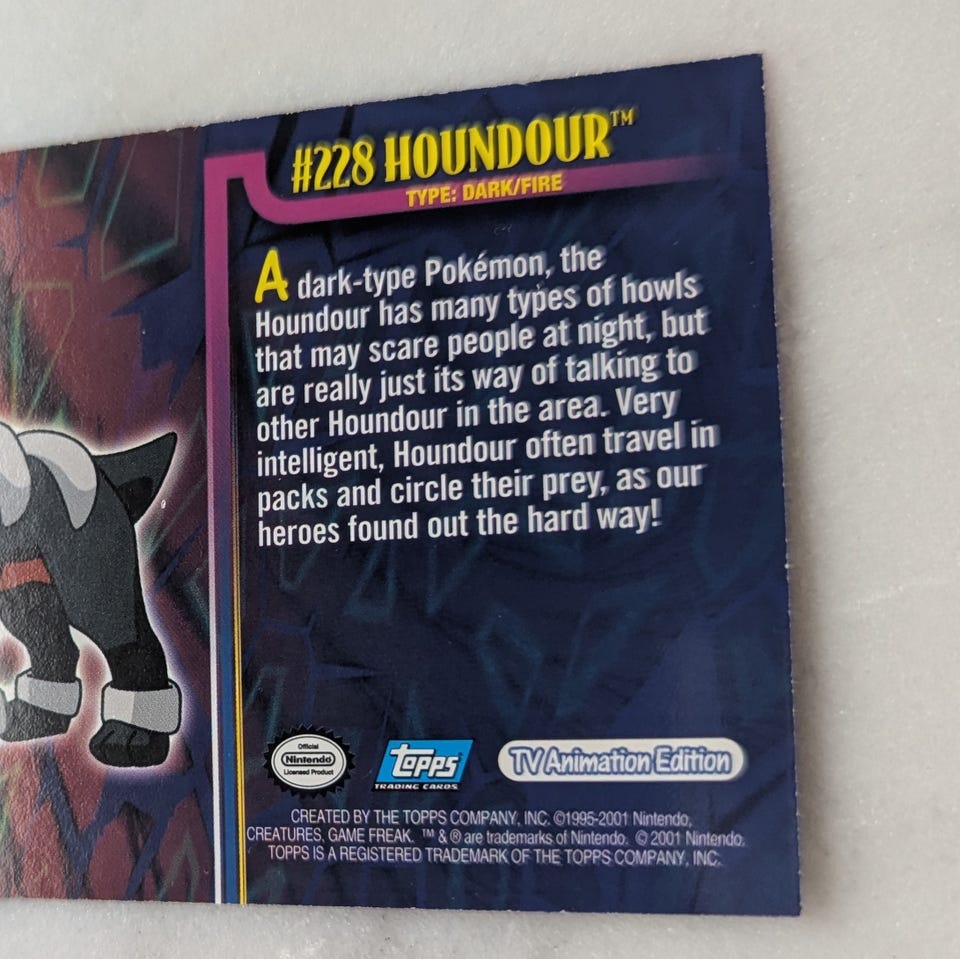 #228 HOUNDOUR™
TYPE: DARK/FIRE
A dark-type Pokémon, the
Houndour has many types of howls
that may scare people at night, but
are really just its way of talking to
other Houndour in the area. Very
intelligent, Houndour often travel in
packs and circle their prey, as our
heroes found out the hard way!
Official
Nintendo
Licensed Product
topps
TRADING CARDS
TV Animation Edition
CREATED BY THE TOPPS COMPANY, INC. ©1995-2001 Nintendo,
CREATURES, GAME FREAK. ™ & ® are trademarks of Nintendo. © 2001 Nintendo.
TOPPS IS A REGISTERED TRADEMARK OF THE TOPPS COMPANY, INC.